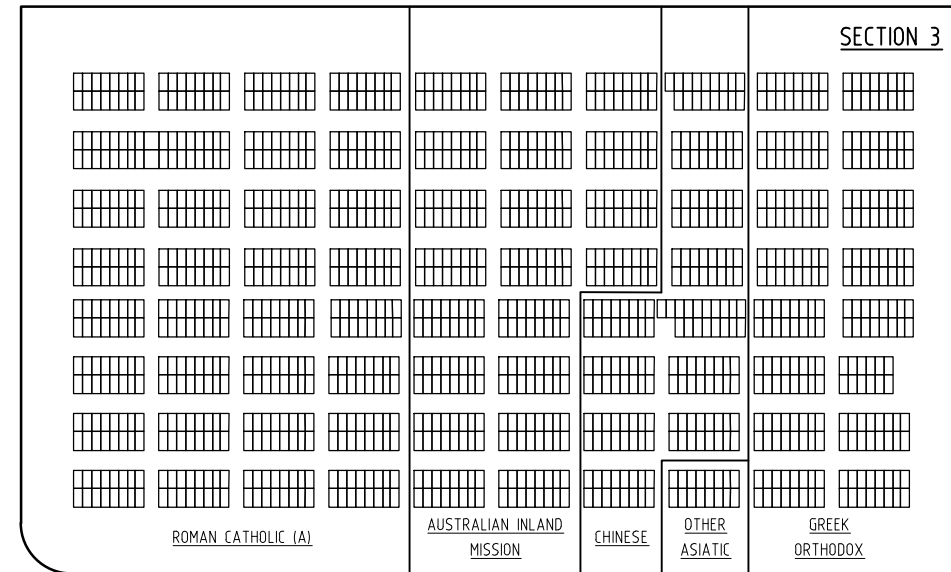 SECTION 3
ROMAN CATHOLIC (A)
AUSTRALIAN INLAND
MISSION
CHINESE
OTHER
ASIATIC
GREEK
ORTHODOX